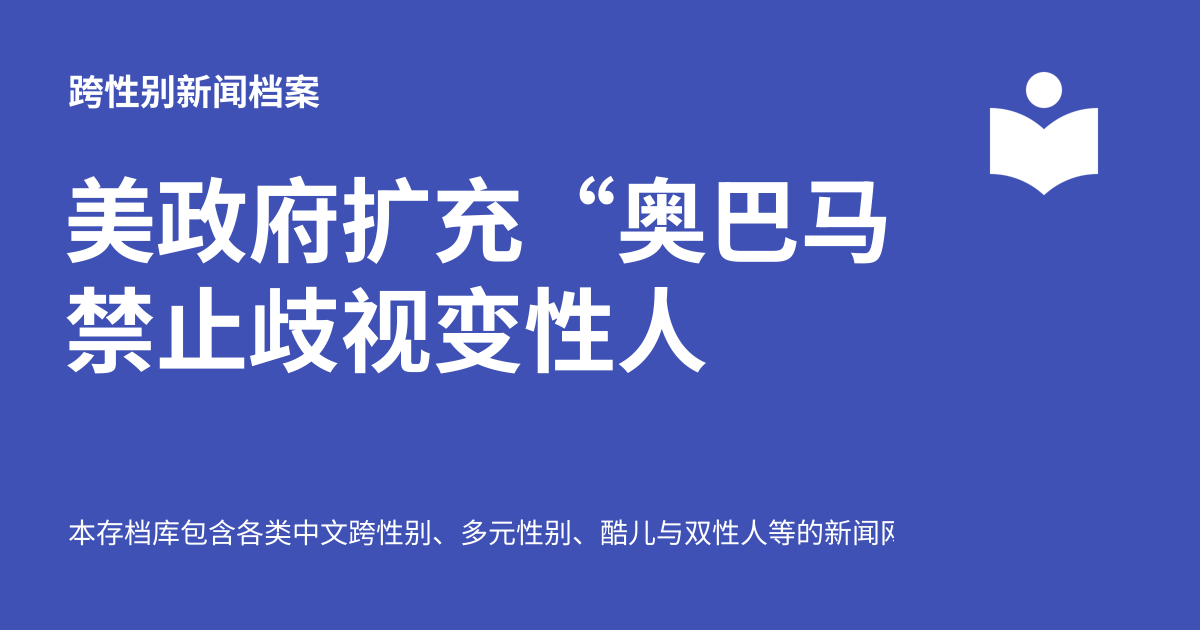 跨性别新闻档案
美政府扩充“奥巴马
禁止歧视变性人
本存档库包含各类中文跨性别、多元性别、酷儿与双性人等的新闻